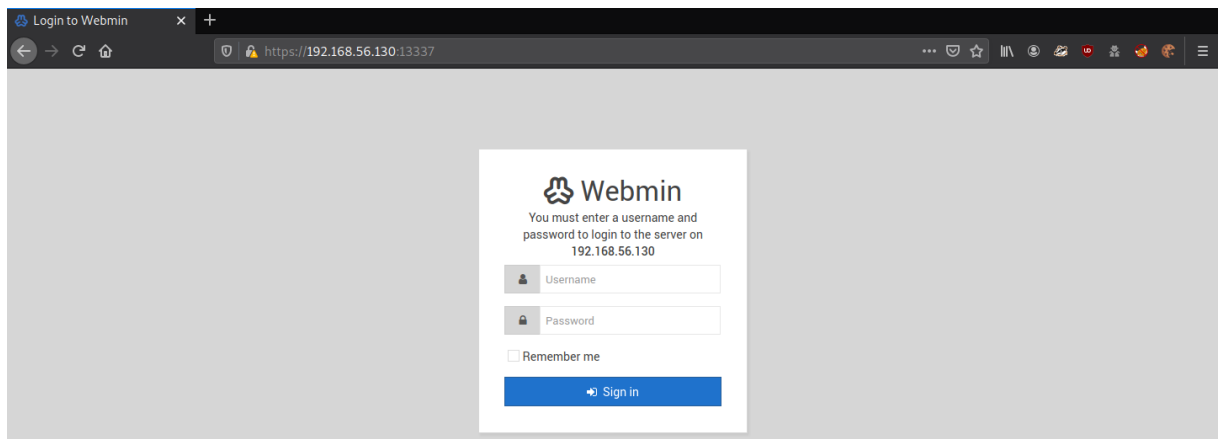 Login to Webmin
https://192.168.56.130:13337
Webmin
You must enter a username and
password to login to the server on
192.168.56.130
Username
Password
Remember me
Sign in